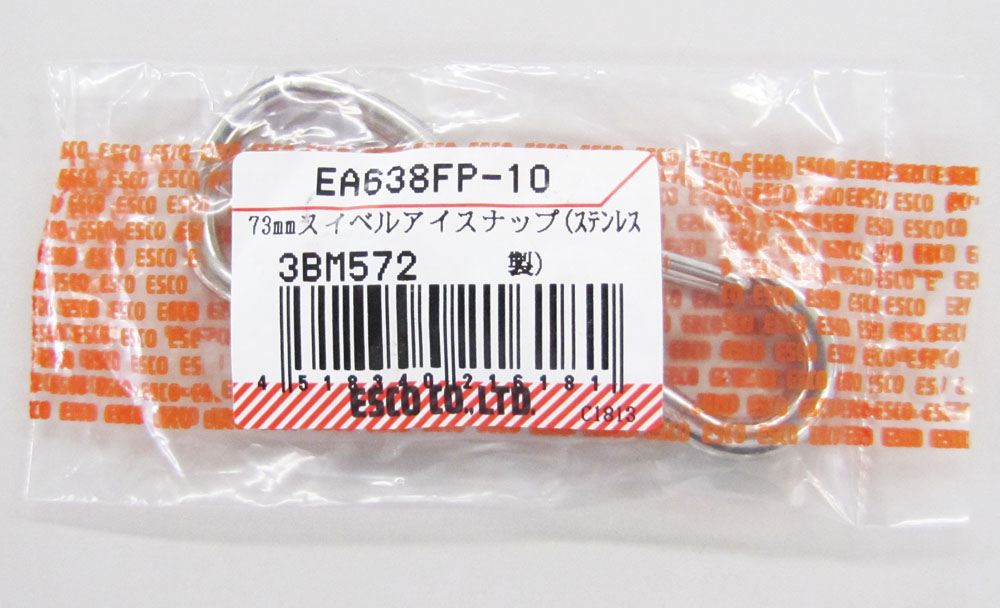 EA638FP-10
73mmスイベルアイスナップ(ステンレス
3BM572 製)
4 518340 216181
ESCO CO.,LTD.
C1813